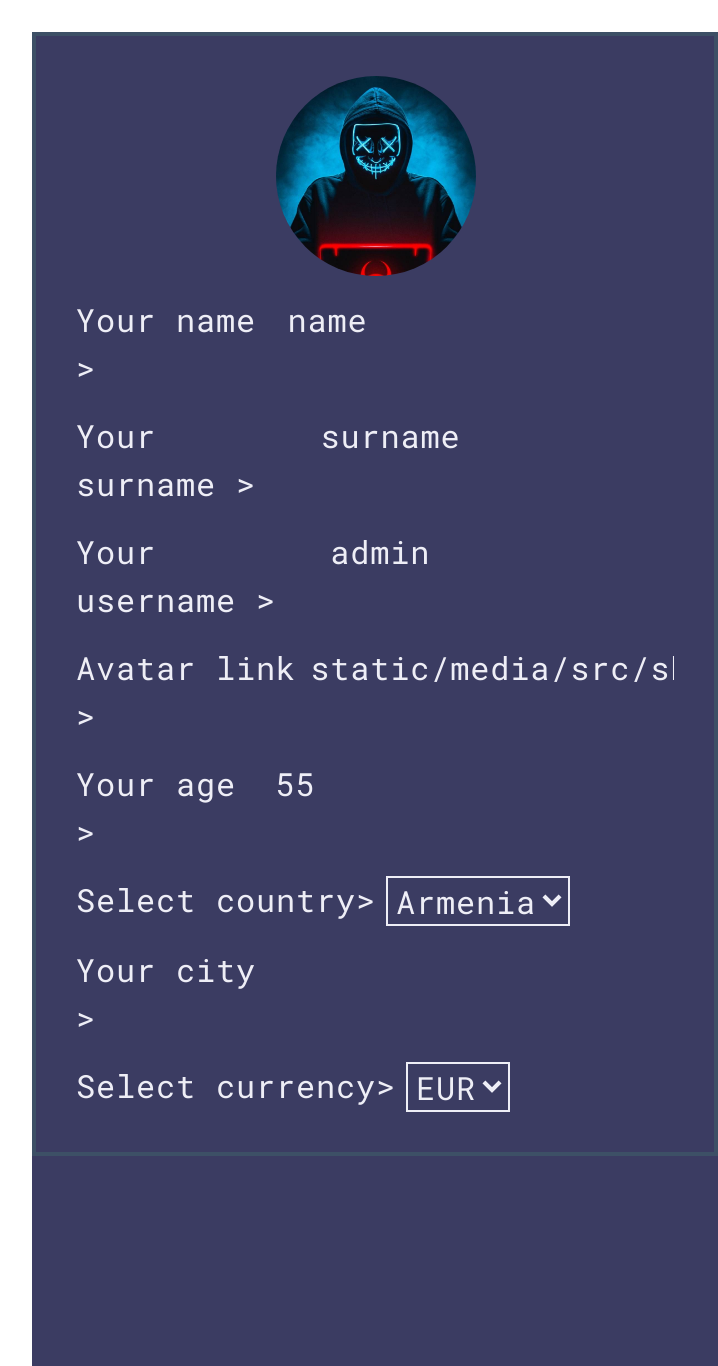 Your name name
>
Your surname
surname >
Your admin
username >
Avatar link static/media/src/s
>
Your age 55
>
Select country> Armenia
Your city
>
Select currency> EUR